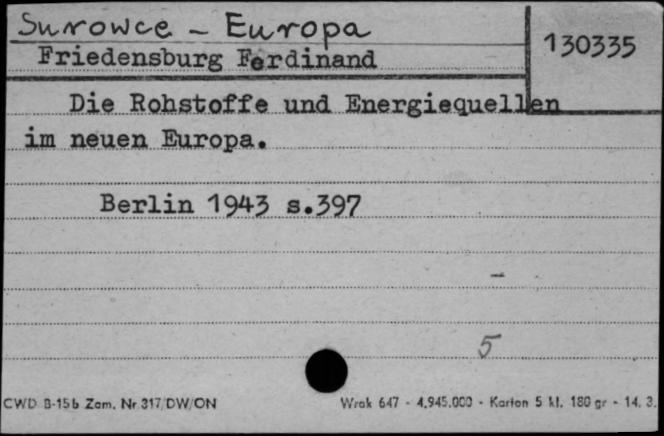 Surowce - Europa
130335
Friedensburg Ferdinand
Die Rohstoffe und Energiequellen
im neuen Europa.
Berlin 1943 s.397
5
CWD B-15b Zam. Nr 317/DW/ON
Wrak 647 - 4,945.000 - Karton 5 kl. 180 gr - 14. 3.